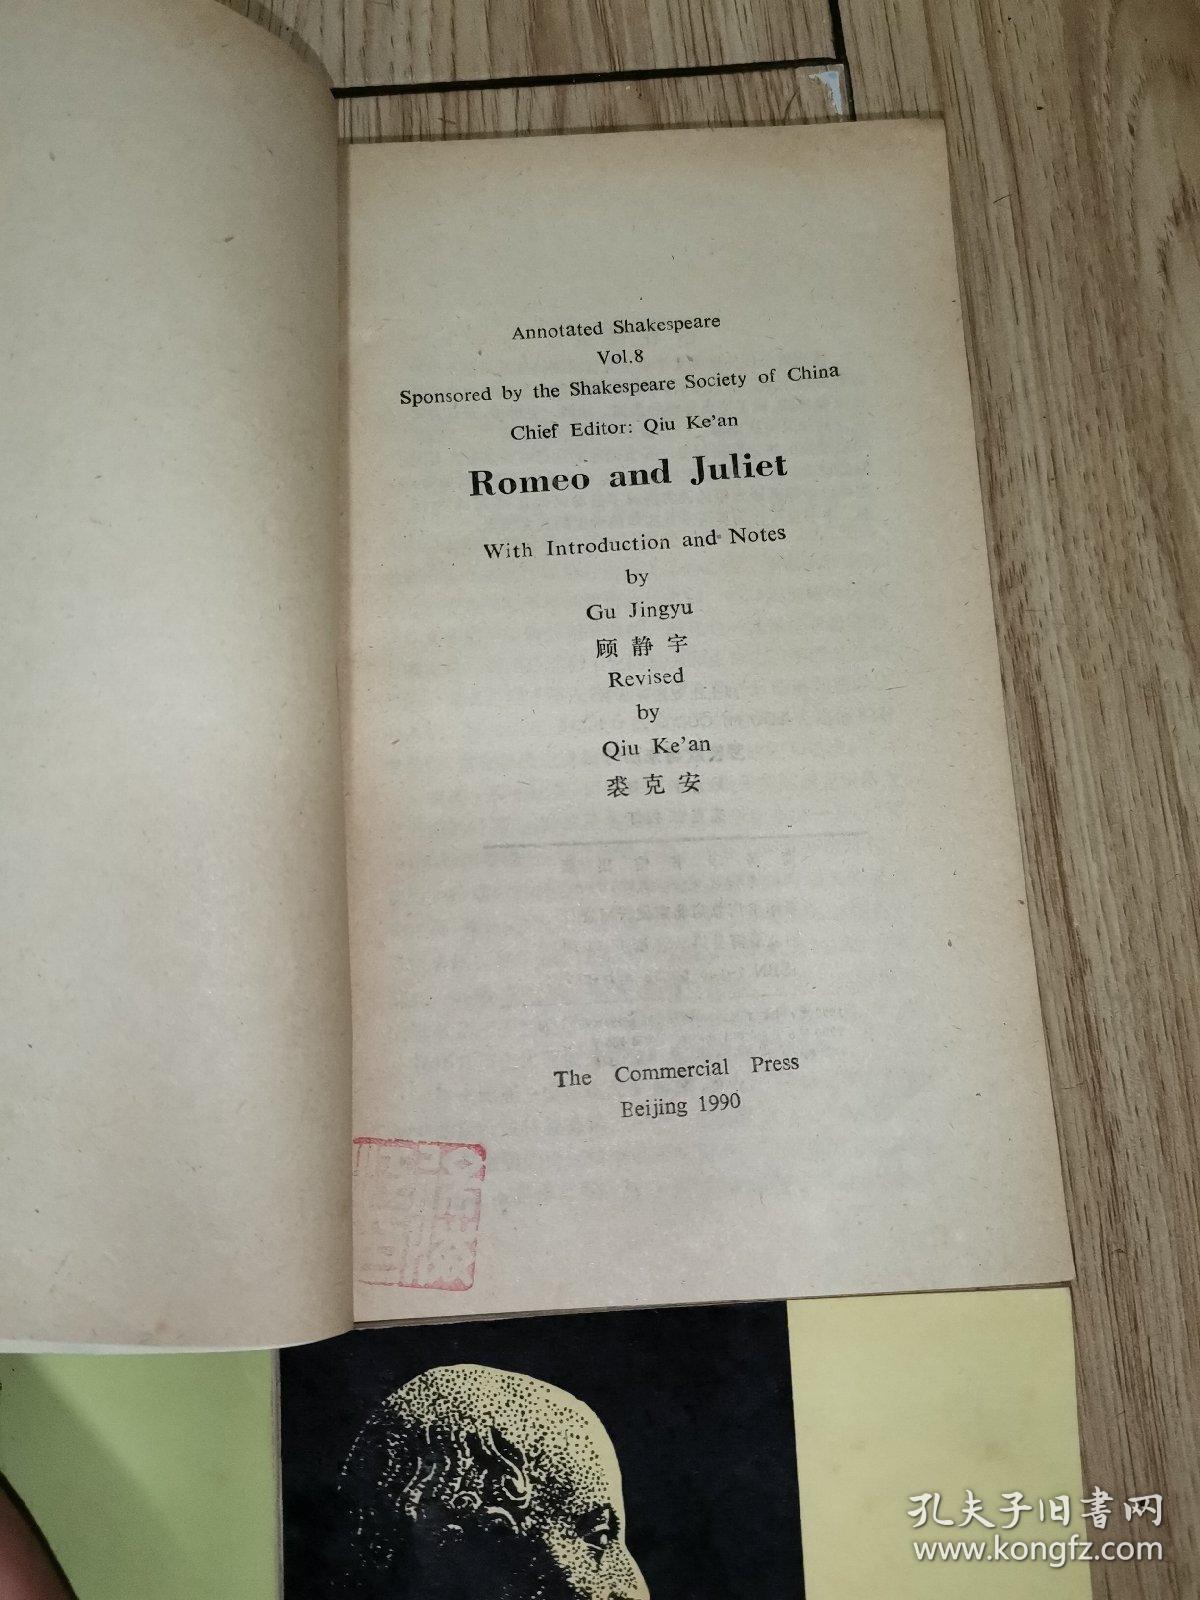 Annotated Shakespeare
Vol.8
Sponsored by the Shakespeare Society of China
Chief Editor: Qiu Ke'an
Romeo and Juliet
With Introduction and Notes
by
Gu Jingyu
顾静宇
Revised
by
Qiu Ke'an
裘克安
The Commercial Press
Beijing 1990
孔夫子旧书网
www.kongfz.com